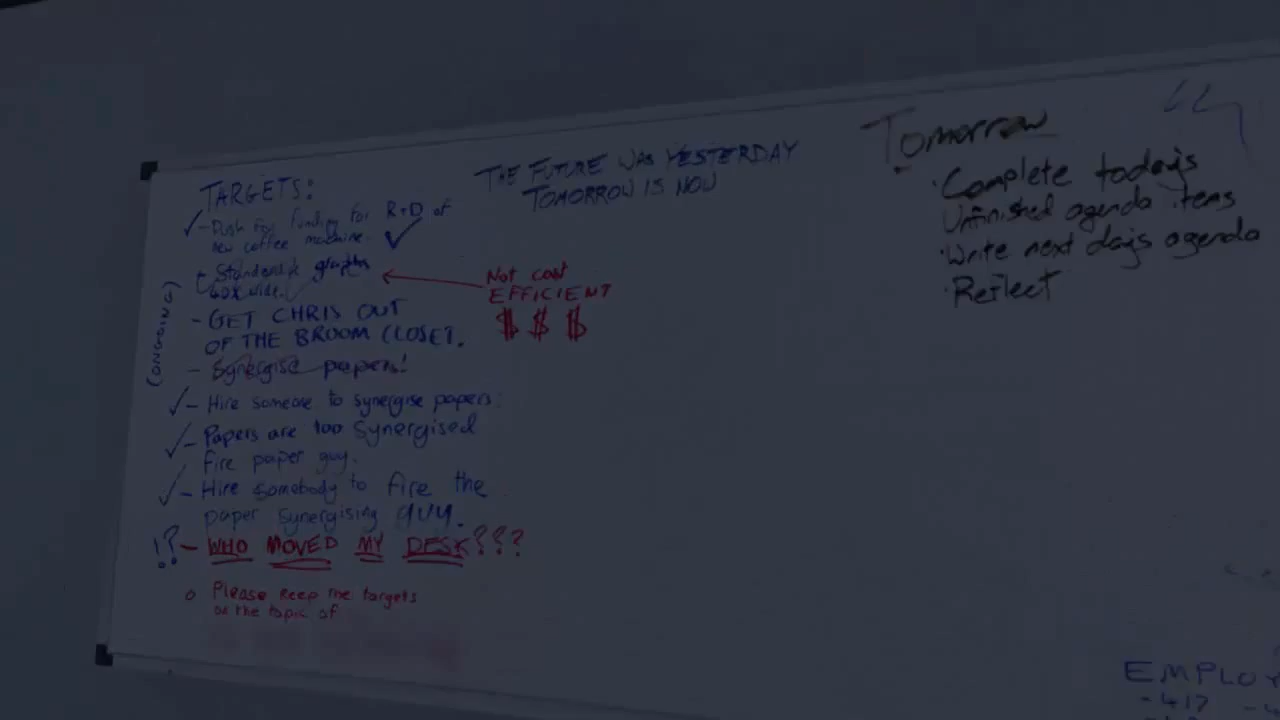 TARGETS:
- Push for funding for R+D of
new coffee machine.
- Standardise graphs
60x wide.
- GET CHRIS OUT
OF THE BROOM CLOSET.
(ONGOING)
- Synergise papers!
- Hire someone to synergise papers.
- Papers are too synergised
fire paper guy.
- Hire somebody to fire the
paper synergising guy.
!? - WHO MOVED MY DESK???
o Please keep the targets
on the topic of
THE FUTURE WAS YESTERDAY
TOMORROW IS NOW
Not cost
EFFICIENT
$ $ $
Tomorrow
· Complete todays
Unfinished agenda items
· Write next days agenda
· Reflect
EMPLOY
- 417